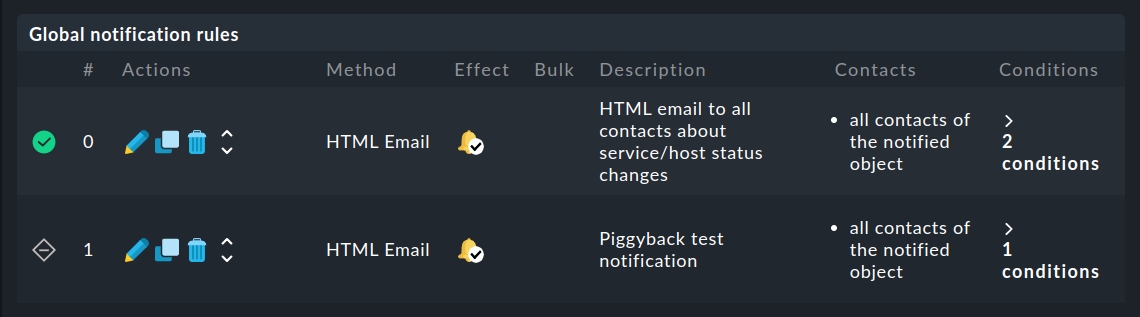 Global notification rules
# Actions Method Effect Bulk Description Contacts Conditions
0 HTML Email HTML email to all
contacts about
service/host status
changes
• all contacts of
the notified
object
2
conditions
1 HTML Email Piggyback test
notification
• all contacts of
the notified
object
1
conditions